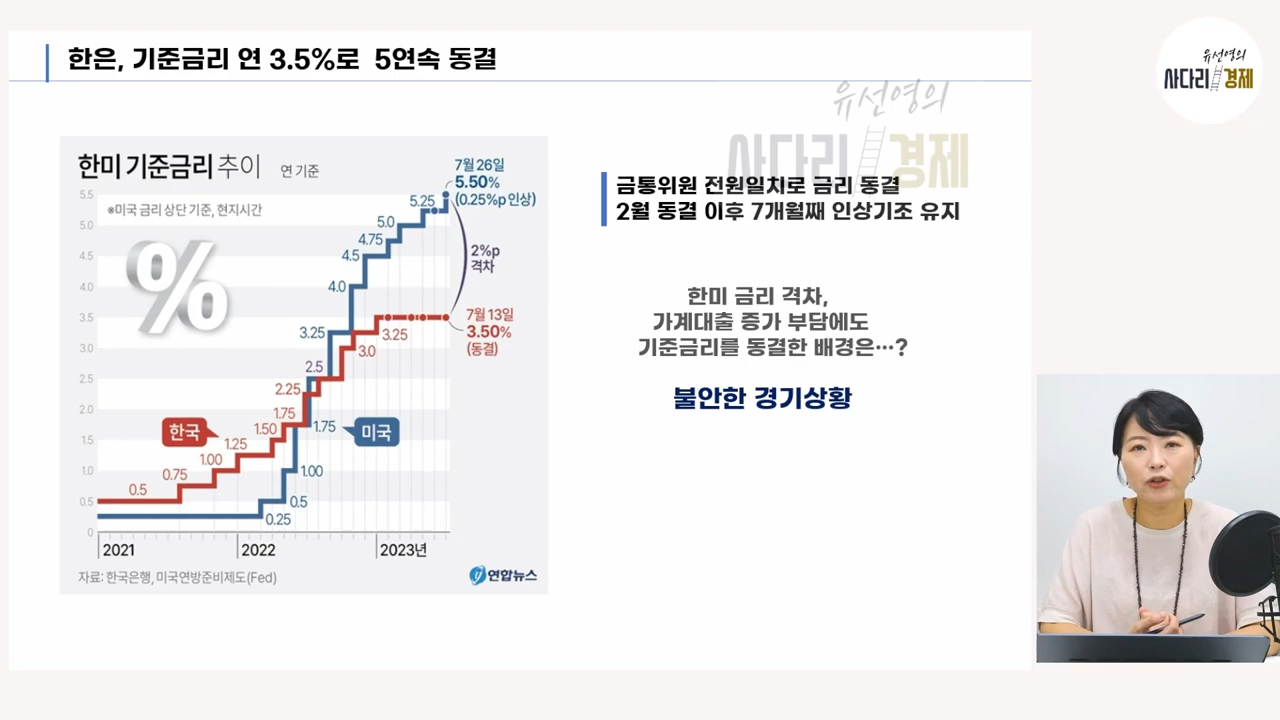 한은, 기준금리 연 3.5%로 5연속 동결
유선영의
사다리 경제
유선영의
사다리 경제
한미 기준금리 추이 연 기준
※미국 금리 상단 기준, 현지시간
%
5.5
5.0
4.5
4.0
3.5
3.0
2.5
2.0
1.5
1.0
0.5
0
7월 26일
5.50%
(0.25%p 인상)
5.25
5.0
4.75
4.5
4.0
3.25
2.5
1.75
1.00
0.5
0.25
2%p
격차
7월 13일
3.50%
(동결)
3.25
3.0
2.25
1.75
1.50
1.25
1.00
0.75
0.5
한국
미국
2021
2022
2023년
자료: 한국은행, 미국연방준비제도(Fed)
연합뉴스
금통위원 전원일치로 금리 동결
2월 동결 이후 7개월째 인상기조 유지
한미 금리 격차,
가계대출 증가 부담에도
기준금리를 동결한 배경은…?
불안한 경기상황